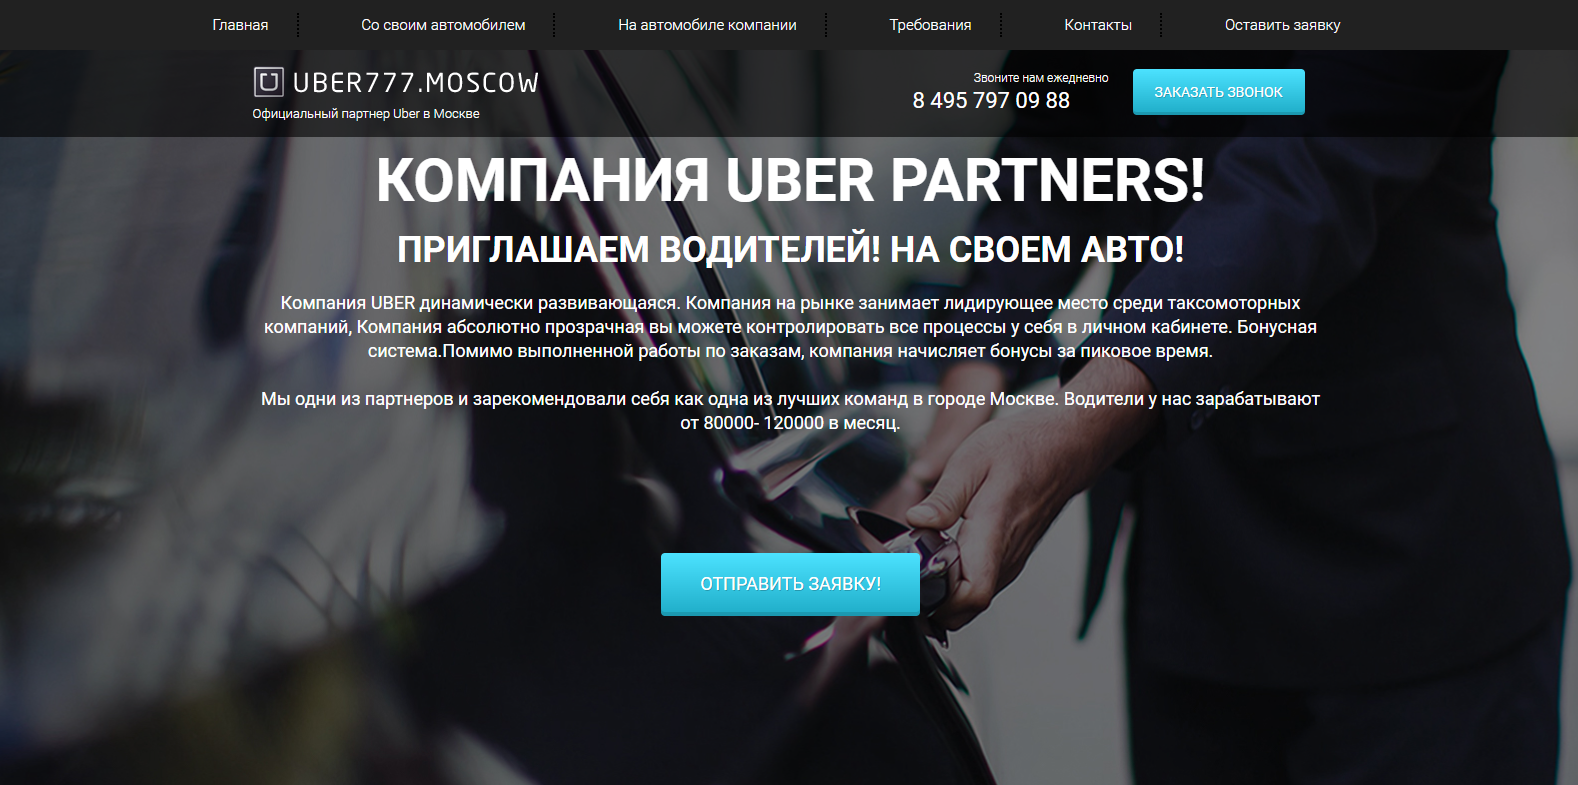 Главная Со своим автомобилем На автомобиле компании Требования Контакты Оставить заявку
UBER777.MOSCOW
Официальный партнер Uber в Москве
Звоните нам ежедневно
8 495 797 09 88
ЗАКАЗАТЬ ЗВОНОК
КОМПАНИЯ UBER PARTNERS!
ПРИГЛАШАЕМ ВОДИТЕЛЕЙ! НА СВОЕМ АВТО!
Компания UBER динамически развивающаяся. Компания на рынке занимает лидирующее место среди таксомоторных
компаний, Компания абсолютно прозрачная вы можете контролировать все процессы у себя в личном кабинете. Бонусная
система.Помимо выполненной работы по заказам, компания начисляет бонусы за пиковое время.
Мы одни из партнеров и зарекомендовали себя как одна из лучших команд в городе Москве. Водители у нас зарабатывают
от 80000- 120000 в месяц.
ОТПРАВИТЬ ЗАЯВКУ!